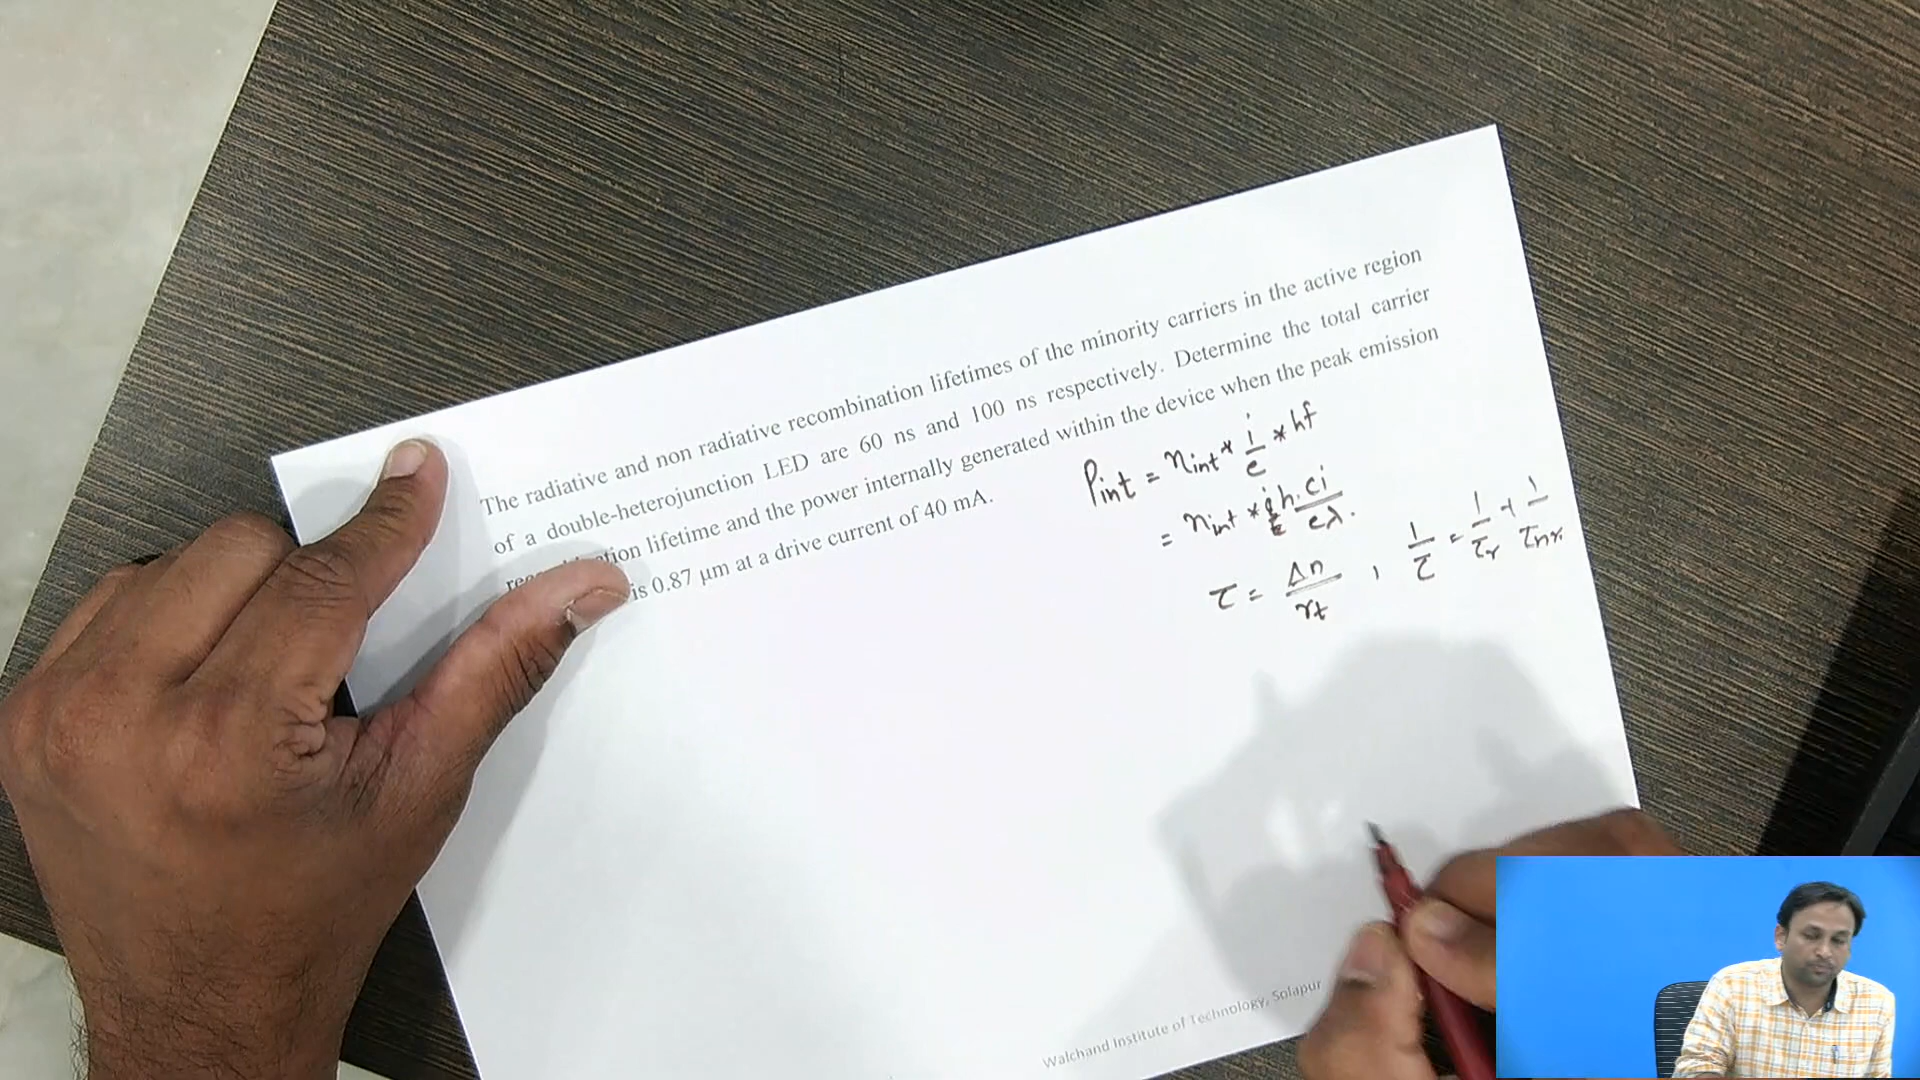 The radiative and non radiative recombination lifetimes of the minority carriers in the active region
of a double-heterojunction LED are 60 ns and 100 ns respectively. Determine the total carrier
lifetime and the power internally generated within the device when the peak emission
is 0.87 μm at a drive current of 40 mA.
Pint = ηint * i/e * hf
= ηint * h.ci/eλ.
τ = Δn/rt , 1/τ = 1/τr + 1/τnr
Walchand Institute of Technology, Solapur